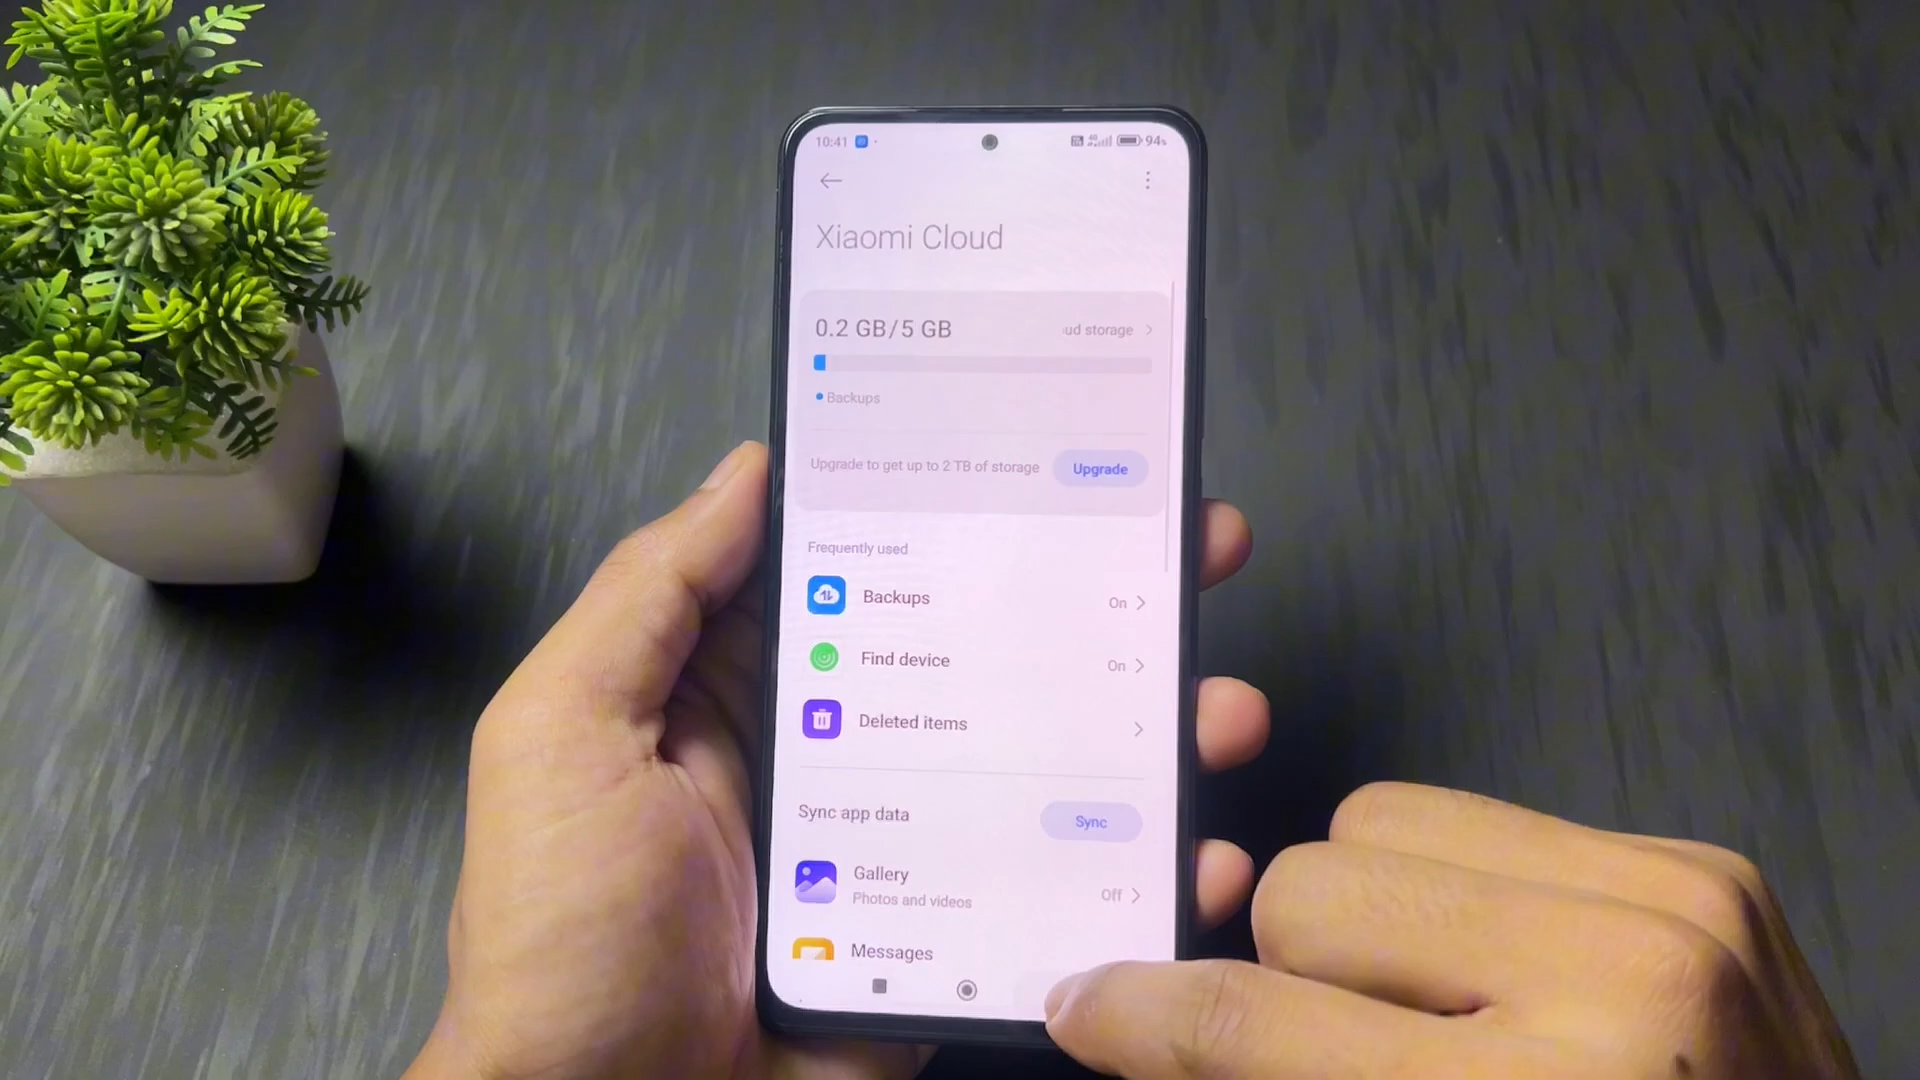 10:41 94%
Xiaomi Cloud
0.2 GB/5 GB ud storage
Backups
Upgrade to get up to 2 TB of storage Upgrade
Frequently used
Backups On
Find device On
Deleted items
Sync app data Sync
Gallery
Photos and videos Off
Messages